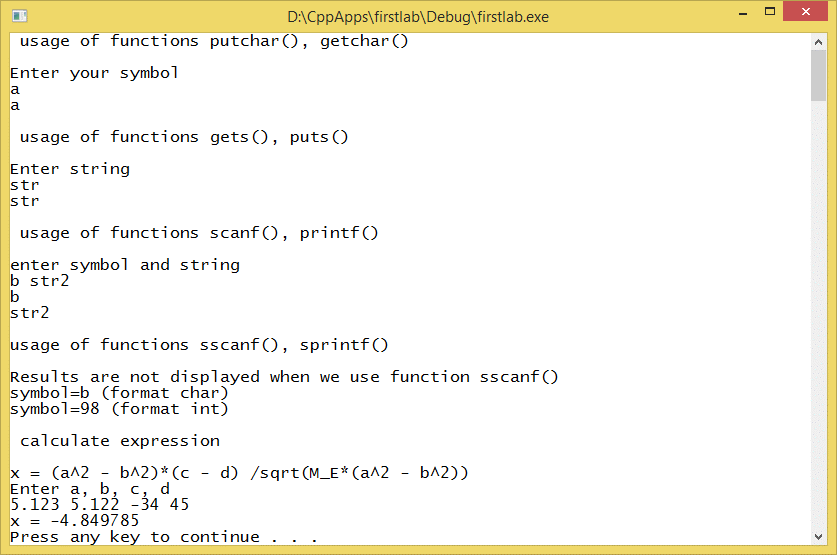 D:\CppApps\firstlab\Debug\firstlab.exe
usage of functions putchar(), getchar()
Enter your symbol
a
a
usage of functions gets(), puts()
Enter string
str
str
usage of functions scanf(), printf()
enter symbol and string
b str2
b
str2
usage of functions sscanf(), sprintf()
Results are not displayed when we use function sscanf()
symbol=b (format char)
symbol=98 (format int)
calculate expression
x = (a^2 - b^2)*(c - d) /sqrt(M_E*(a^2 - b^2))
Enter a, b, c, d
5.123 5.122 -34 45
x = -4.849785
Press any key to continue . . .